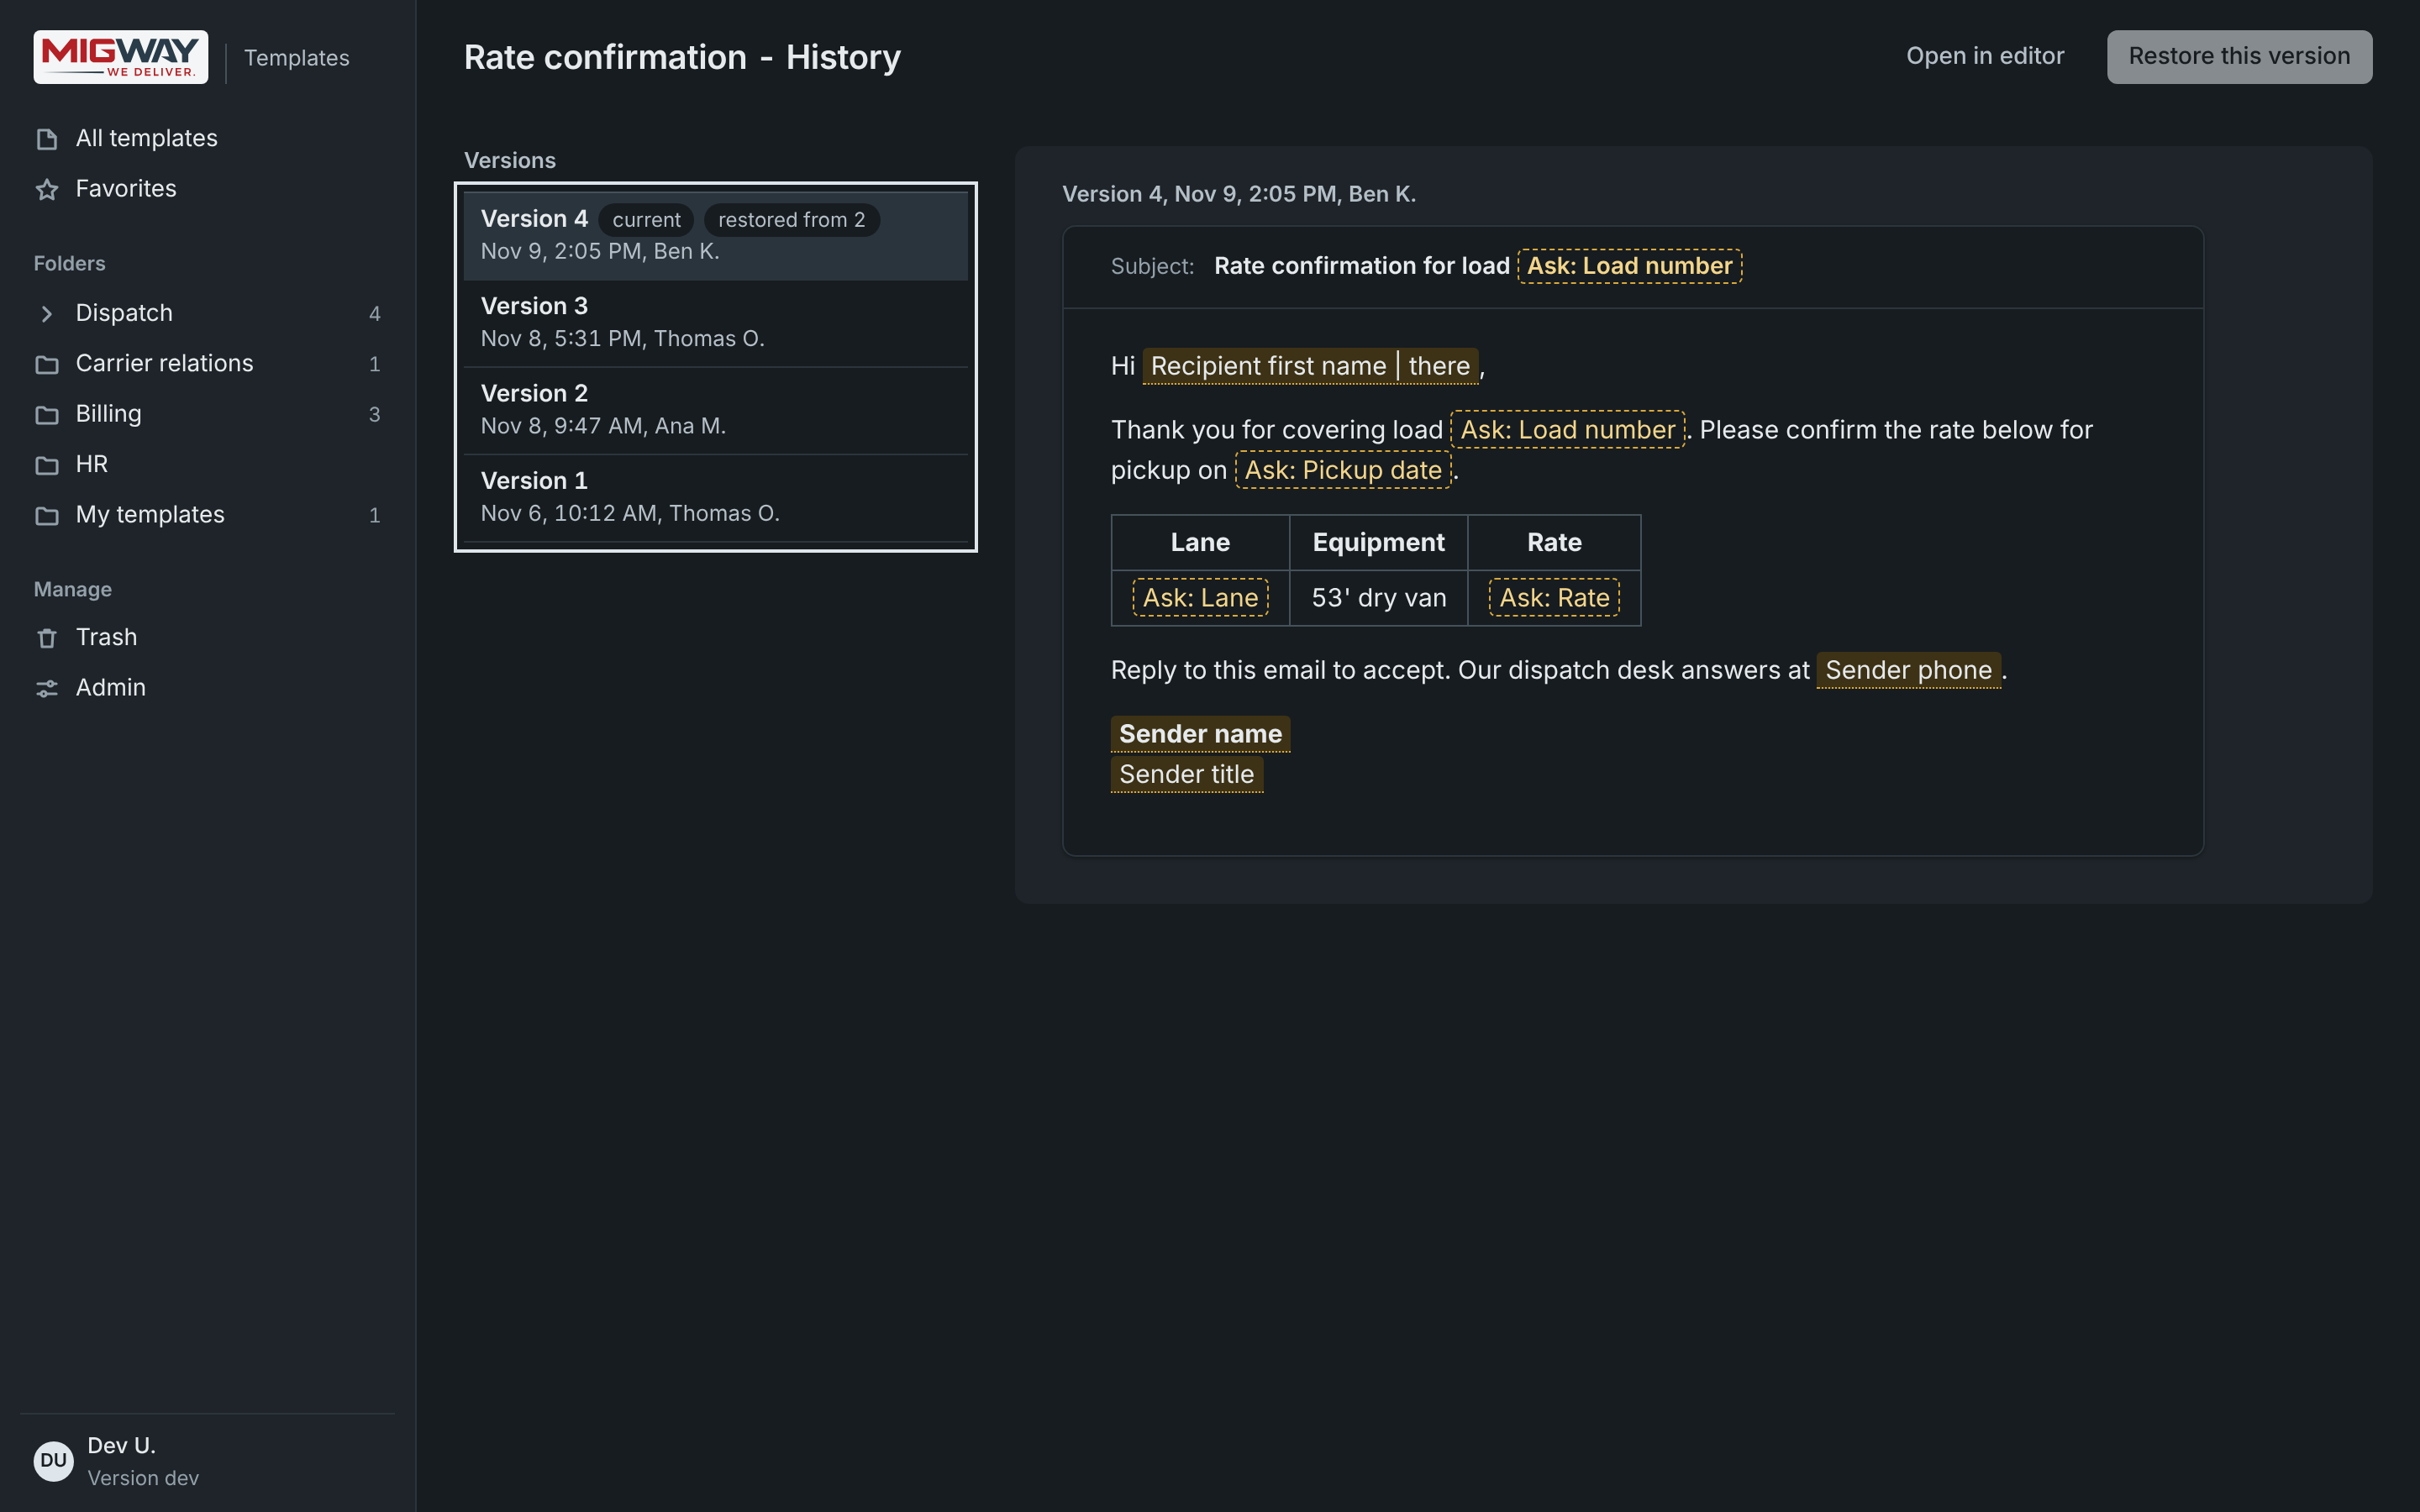 MIGWAY
WE DELIVER.
Templates
All templates
Favorites
Folders
Dispatch 4
Carrier relations 1
Billing 3
HR
My templates 1
Manage
Trash
Admin
DU
Dev U.
Version dev
Rate confirmation - History
Open in editor
Restore this version
Versions
Version 4 current restored from 2
Nov 9, 2:05 PM, Ben K.
Version 3
Nov 8, 5:31 PM, Thomas O.
Version 2
Nov 8, 9:47 AM, Ana M.
Version 1
Nov 6, 10:12 AM, Thomas O.
Version 4, Nov 9, 2:05 PM, Ben K.
Subject: Rate confirmation for load Ask: Load number
Hi Recipient first name | there,
Thank you for covering load Ask: Load number. Please confirm the rate below for
pickup on Ask: Pickup date.
Lane Equipment Rate
Ask: Lane 53' dry van Ask: Rate
Reply to this email to accept. Our dispatch desk answers at Sender phone.
Sender name
Sender title